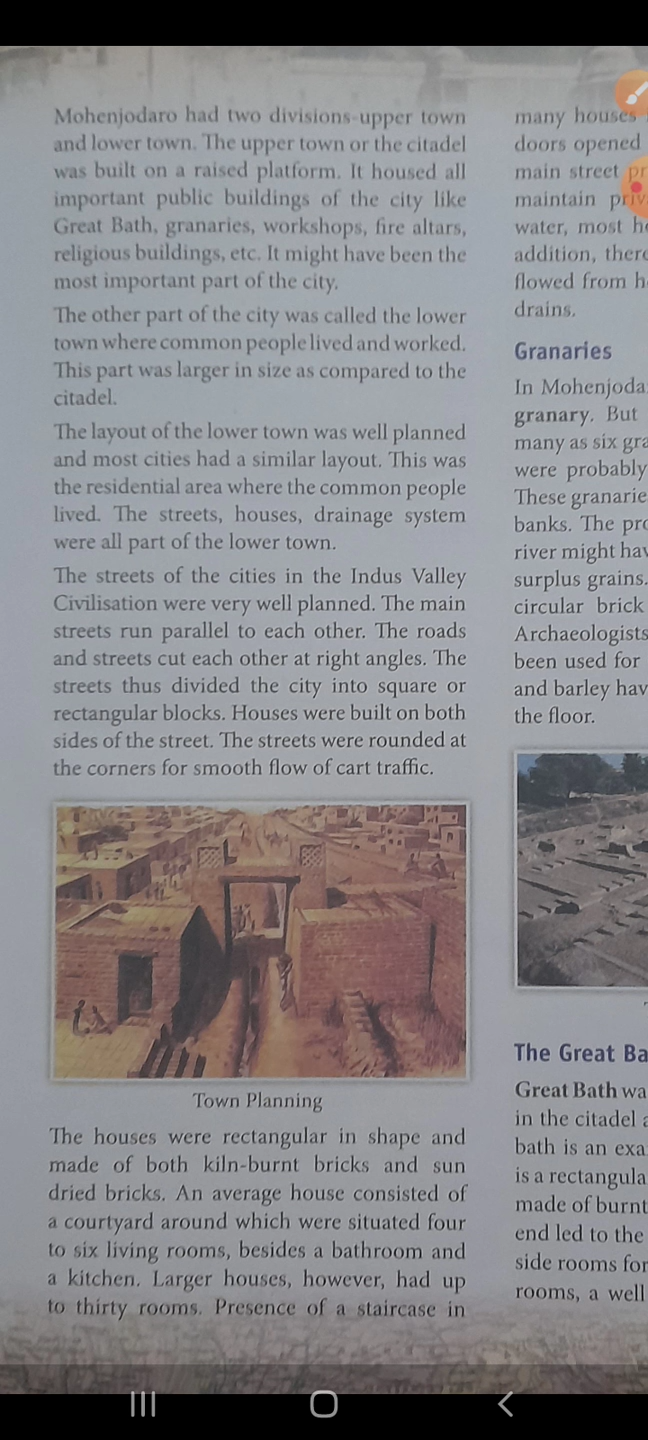 Mohenjodaro had two divisions-upper town
and lower town. The upper town or the citadel
was built on a raised platform. It housed all
important public buildings of the city like
Great Bath, granaries, workshops, fire altars,
religious buildings, etc. It might have been the
most important part of the city.
The other part of the city was called the lower
town where common people lived and worked.
This part was larger in size as compared to the
citadel.
The layout of the lower town was well planned
and most cities had a similar layout. This was
the residential area where the common people
lived. The streets, houses, drainage system
were all part of the lower town.
The streets of the cities in the Indus Valley
Civilisation were very well planned. The main
streets run parallel to each other. The roads
and streets cut each other at right angles. The
streets thus divided the city into square or
rectangular blocks. Houses were built on both
sides of the street. The streets were rounded at
the corners for smooth flow of cart traffic.
Town Planning
The houses were rectangular in shape and
made of both kiln-burnt bricks and sun
dried bricks. An average house consisted of
a courtyard around which were situated four
to six living rooms, besides a bathroom and
a kitchen. Larger houses, however, had up
to thirty rooms. Presence of a staircase in
many houses
doors opened
main street
maintain
water, most
addition,
flowed from
drains.
Granaries
In
granary. But
many as six
were probably
These
banks. The
river might
surplus grains.
circular brick
Archaeologists
been used for
and barley
the floor.
The Great
Great Bath
in the citadel
bath is an
is a
made of burnt
end led to the
side rooms
rooms, a well